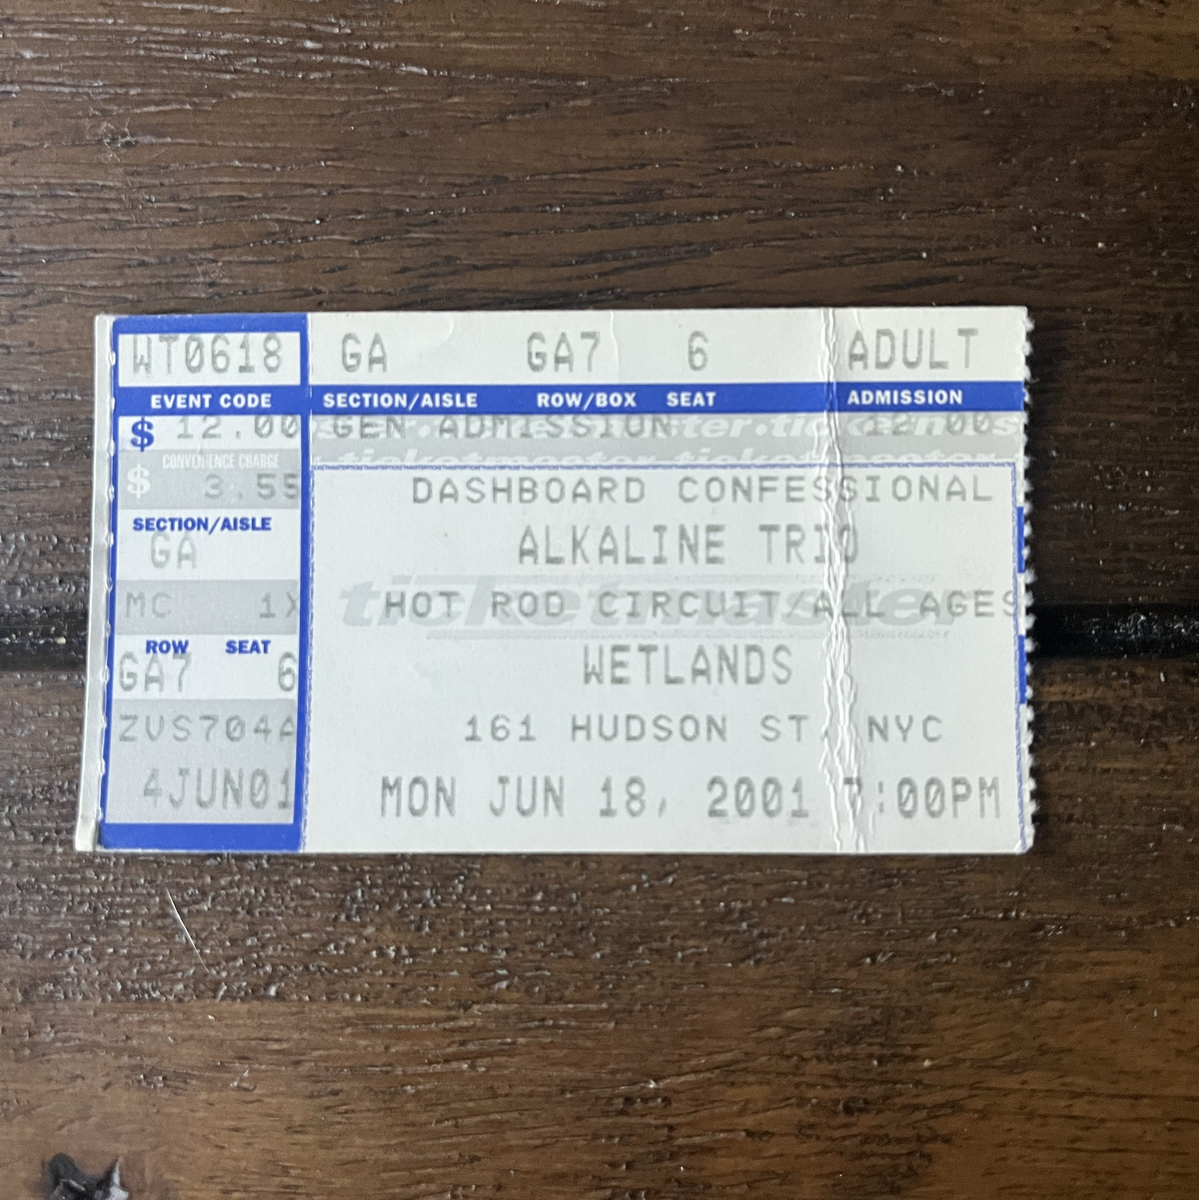 WT0618 GA GA7 6 ADULT
EVENT CODE SECTION/AISLE ROW/BOX SEAT ADMISSION
$ 12.00 GEN ADMISSION 12.00
CONVENIENCE CHARGE
$ 3.55
DASHBOARD CONFESSIONAL
SECTION/AISLE
GA
ALKALINE TRIO
ticketmaster
MC 1X
HOT ROD CIRCUIT/ALL AGES
ROW SEAT
GA7 6
WETLANDS
ZVS704A
161 HUDSON ST, NYC
4JUN01
MON JUN 18, 2001 7:00PM